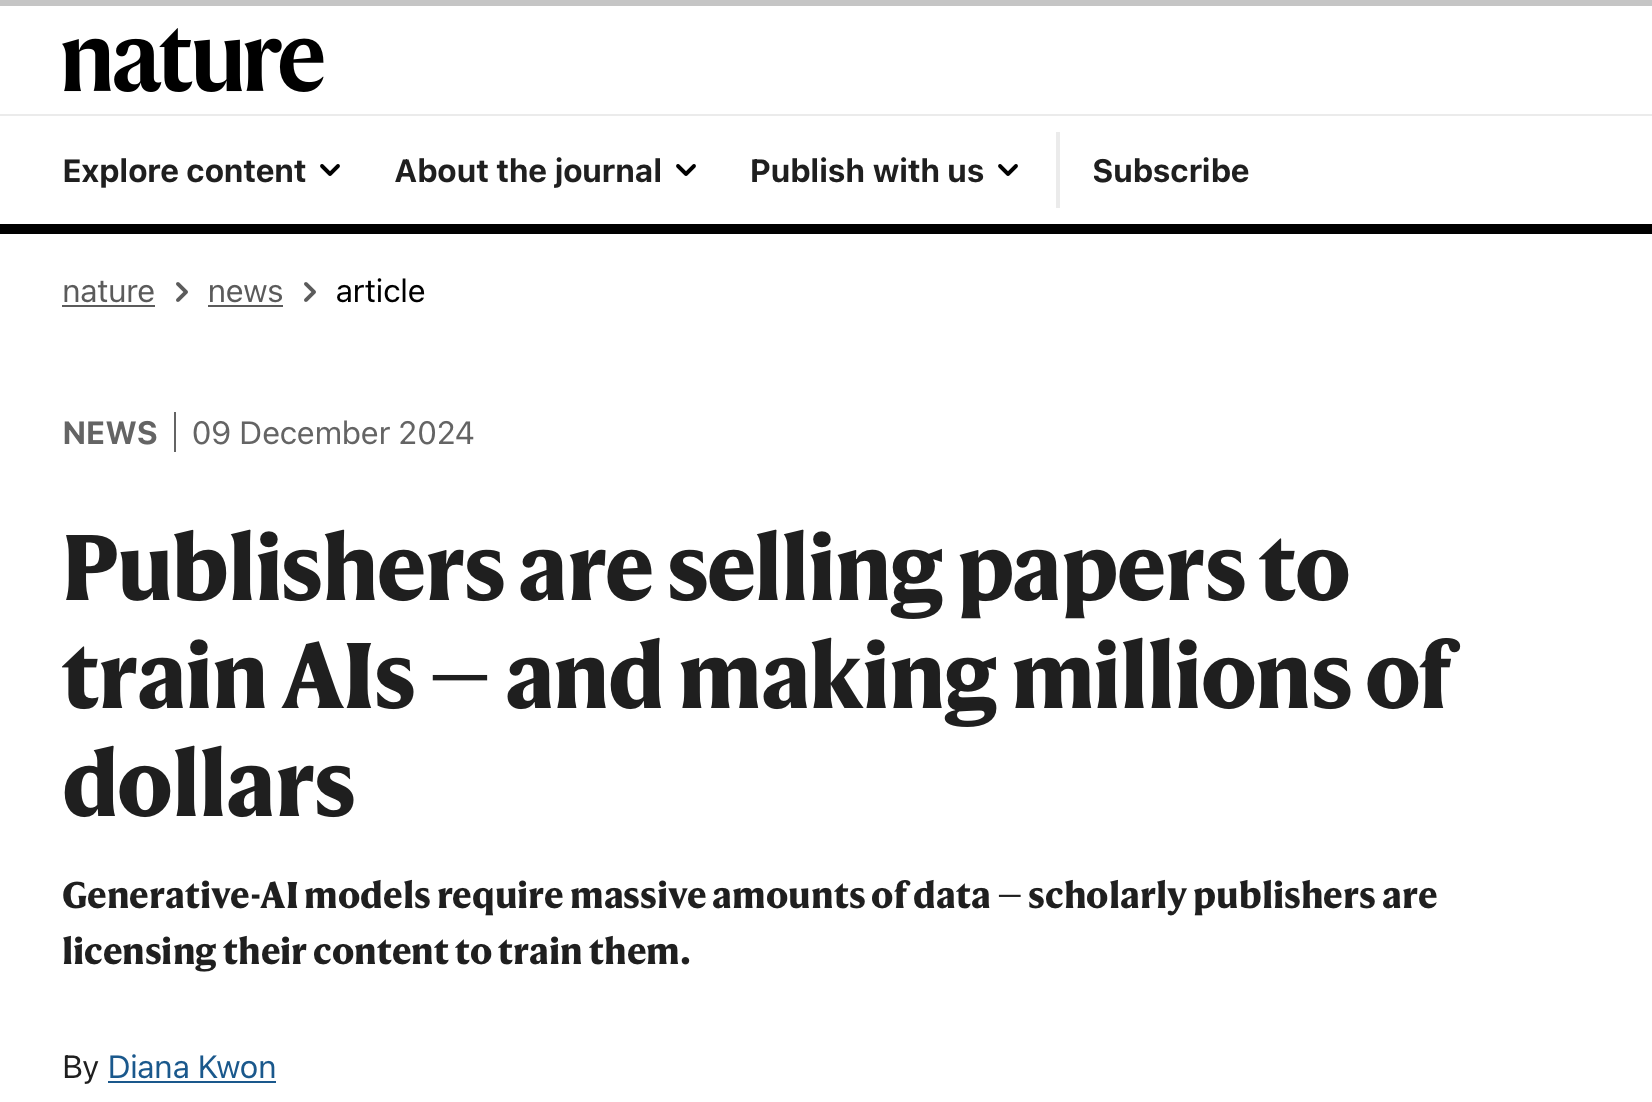 nature
Explore content About the journal Publish with us Subscribe
nature > news > article
NEWS | 09 December 2024
Publishers are selling papers to
train AIs — and making millions of
dollars
Generative-AI models require massive amounts of data — scholarly publishers are
licensing their content to train them.
By Diana Kwon